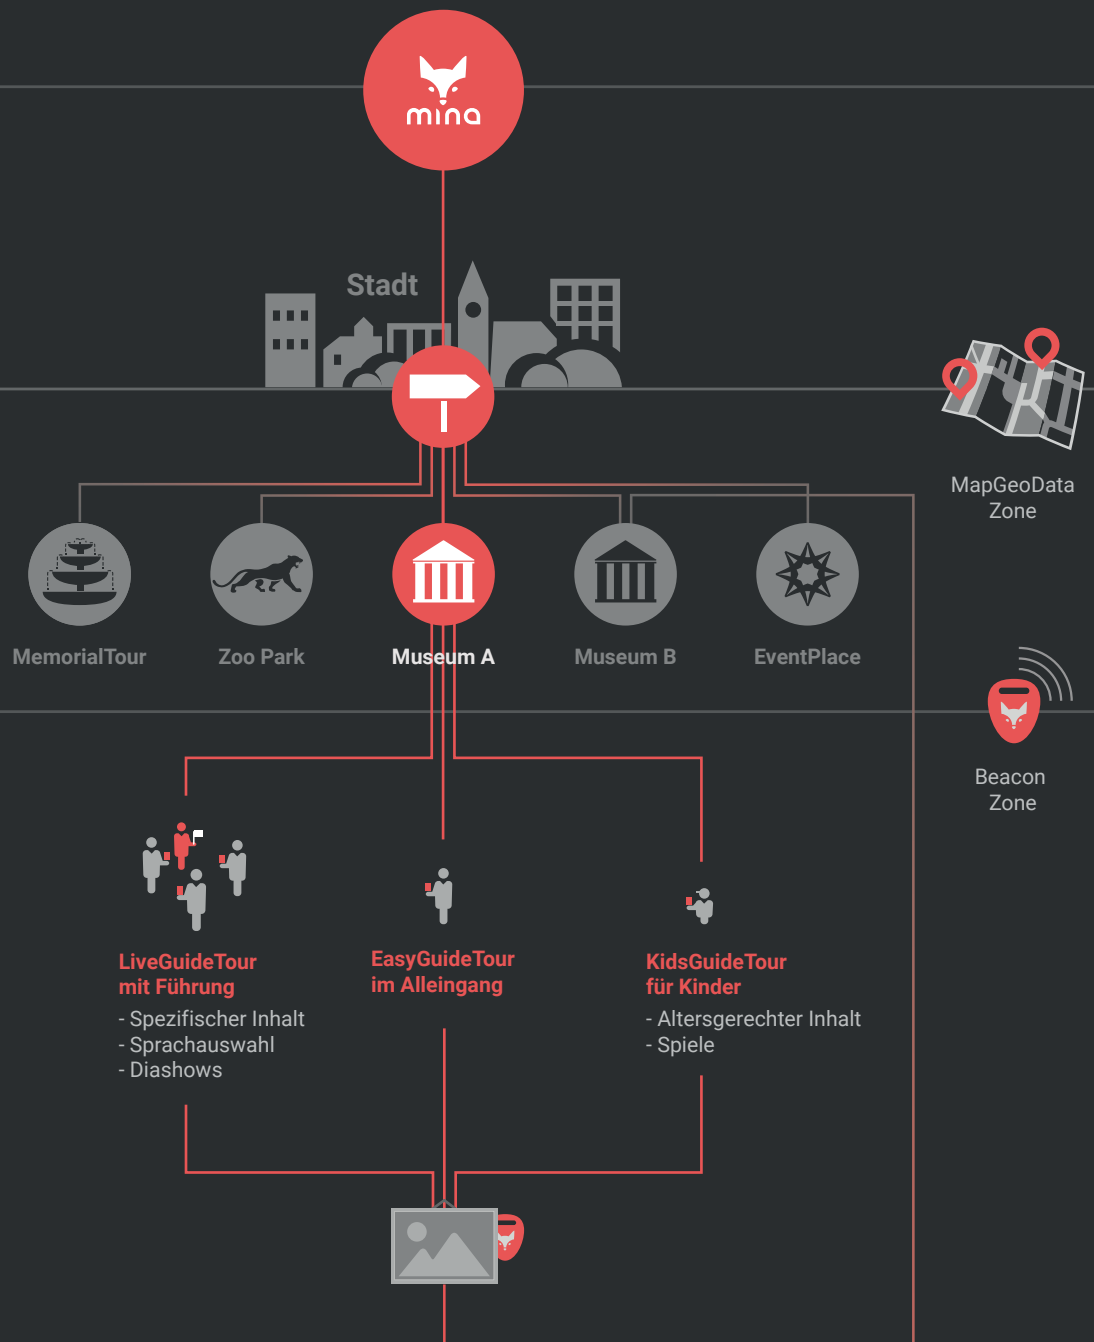 mina
Stadt
MapGeoData
Zone
MemorialTour
Zoo Park
Museum A
Museum B
EventPlace
Beacon
Zone
LiveGuideTour
mit Führung
- Spezifischer Inhalt
- Sprachauswahl
- Diashows
EasyGuideTour
im Alleingang
KidsGuideTour
für Kinder
- Altersgerechter Inhalt
- Spiele